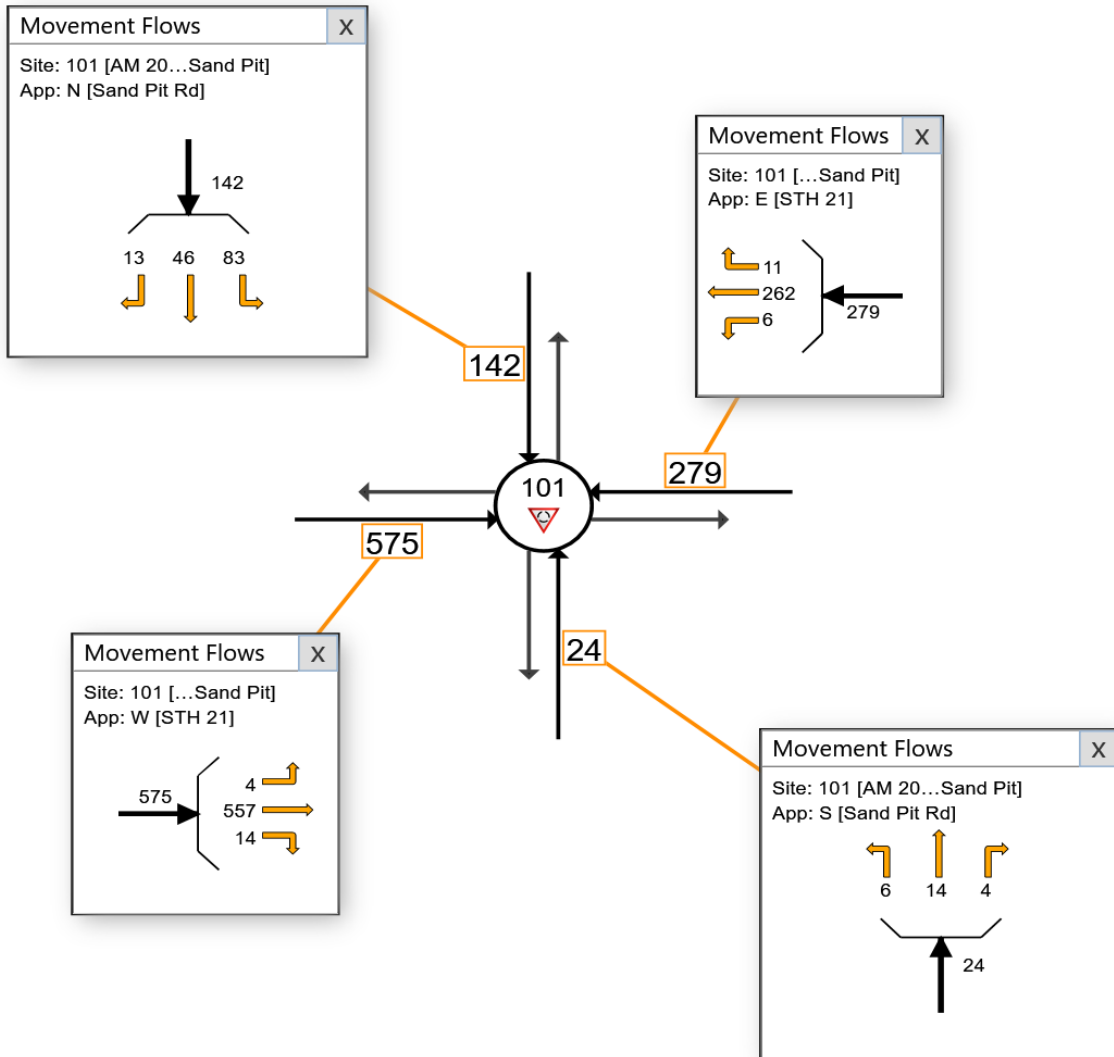 Movement Flows X
Site: 101 [AM 20...Sand Pit]
App: N [Sand Pit Rd]
142
13 46 83
Movement Flows X
Site: 101 [...Sand Pit]
App: E [STH 21]
11
262
6
279
142
279
101
575
24
Movement Flows X
Site: 101 [...Sand Pit]
App: W [STH 21]
575
4
557
14
Movement Flows X
Site: 101 [AM 20...Sand Pit]
App: S [Sand Pit Rd]
6 14 4
24